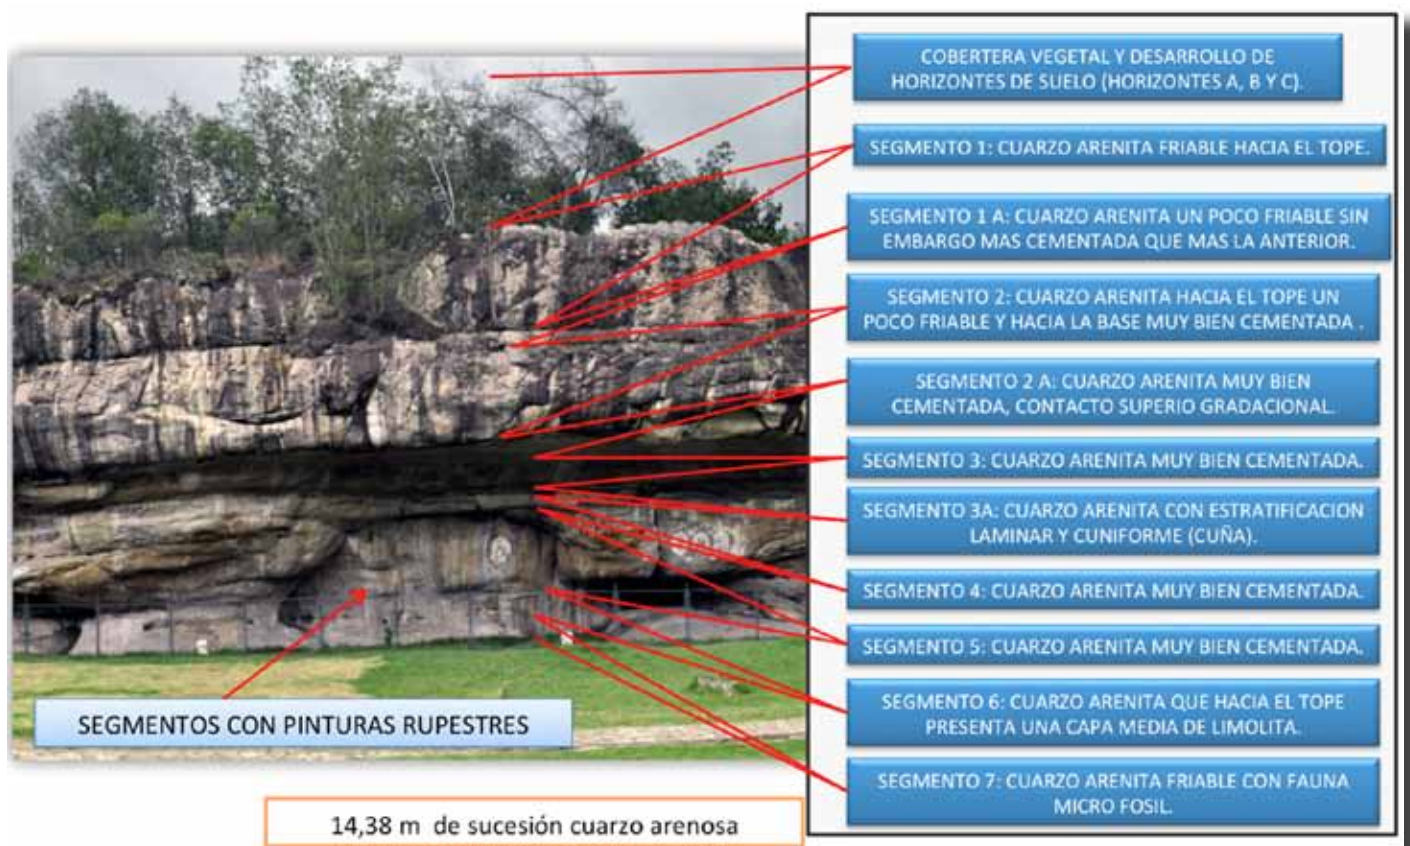 COBERTERA VEGETAL Y DESARROLLO DE
HORIZONTES DE SUELO (HORIZONTES A, B Y C).
SEGMENTO 1: CUARZO ARENITA FRIABLE HACIA EL TOPE.
SEGMENTO 1 A: CUARZO ARENITA UN POCO FRIABLE SIN
EMBARGO MAS CEMENTADA QUE MAS LA ANTERIOR.
SEGMENTO 2: CUARZO ARENITA HACIA EL TOPE UN
POCO FRIABLE Y HACIA LA BASE MUY BIEN CEMENTADA .
SEGMENTO 2 A: CUARZO ARENITA MUY BIEN
CEMENTADA, CONTACTO SUPERIO GRADACIONAL.
SEGMENTO 3: CUARZO ARENITA MUY BIEN CEMENTADA.
SEGMENTO 3A: CUARZO ARENITA CON ESTRATIFICACION
LAMINAR Y CUNIFORME (CUÑA).
SEGMENTO 4: CUARZO ARENITA MUY BIEN CEMENTADA.
SEGMENTO 5: CUARZO ARENITA MUY BIEN CEMENTADA.
SEGMENTO 6: CUARZO ARENITA QUE HACIA EL TOPE
PRESENTA UNA CAPA MEDIA DE LIMOLITA.
SEGMENTO 7: CUARZO ARENITA FRIABLE CON FAUNA
MICRO FOSIL.
SEGMENTOS CON PINTURAS RUPESTRES
14,38 m de sucesión cuarzo arenosa